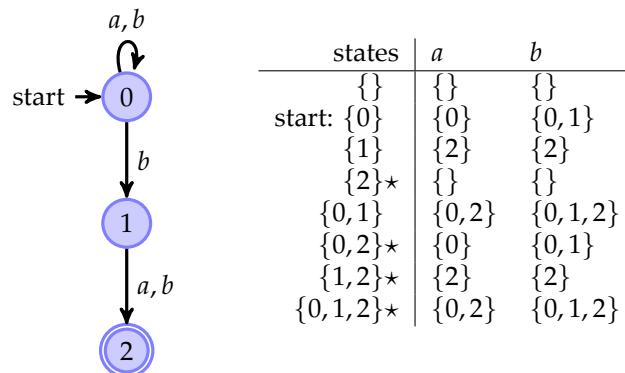 a, b
start
0
b
1
a, b
2
states a b
{} {} {}
start: {0} {0} {0, 1}
{1} {2} {2}
{2}⋆ {} {}
{0, 1} {0, 2} {0, 1, 2}
{0, 2}⋆ {0} {0, 1}
{1, 2}⋆ {2} {2}
{0, 1, 2}⋆ {0, 2} {0, 1, 2}